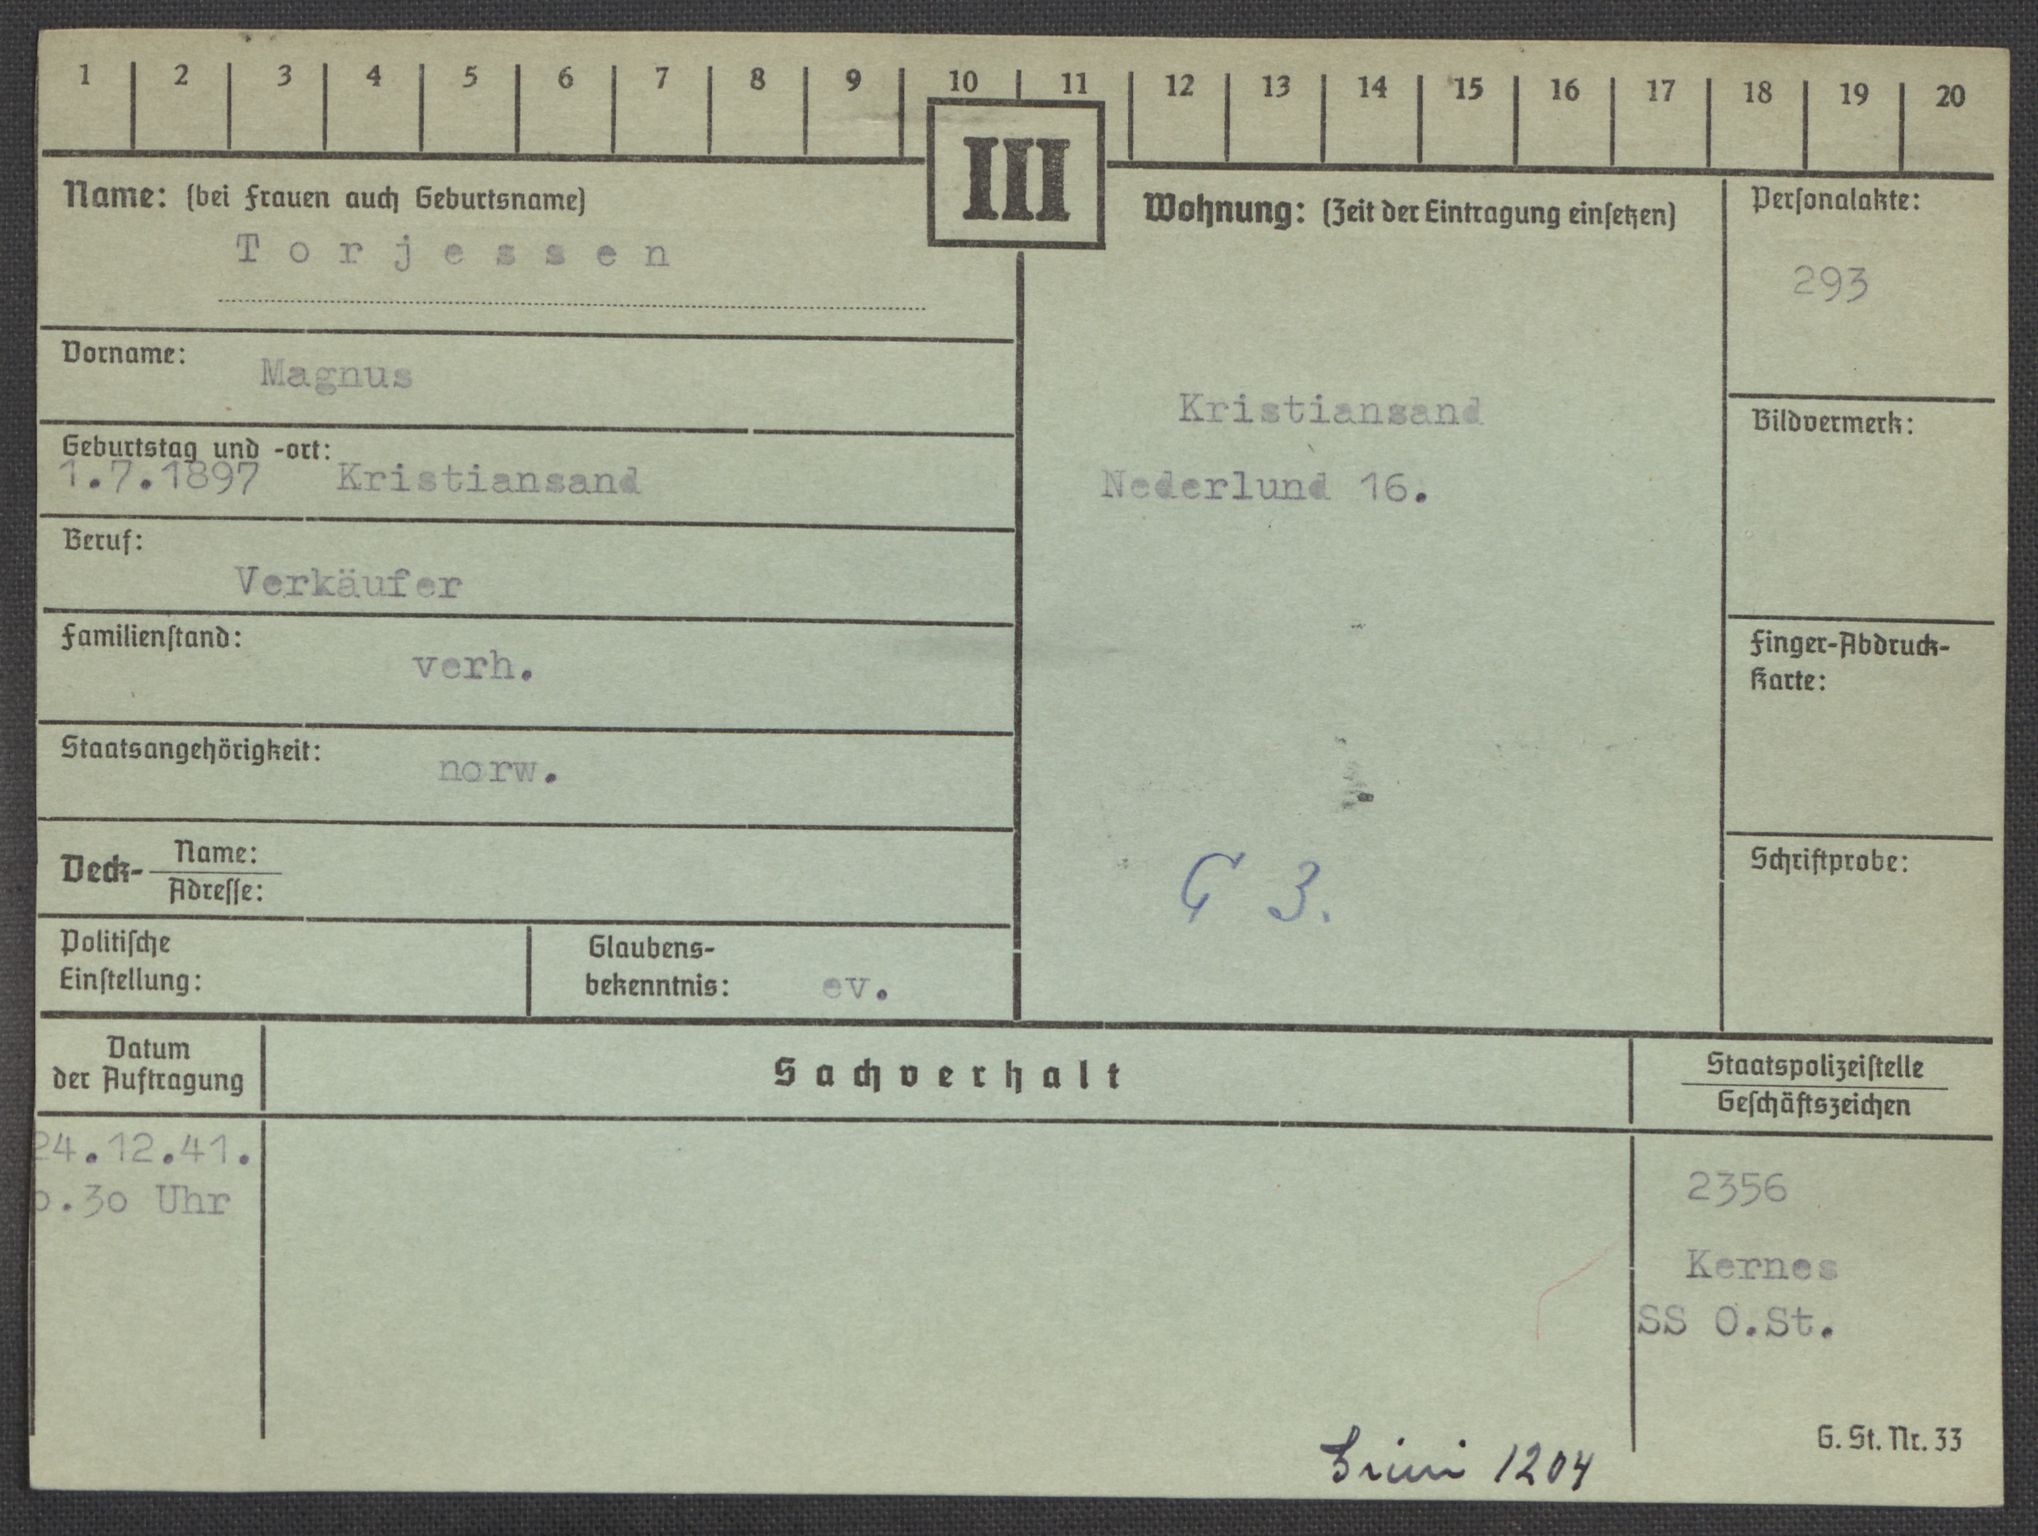 1 2 3 4 5 6 7 8 9 10 11 12 13 14 15 16 17 18 19 20
III
Name: (bei Frauen auch Geburtsname)
Torjessen
Vorname:
Magnus
Geburtstag und -ort:
1.7.1897 Kristiansand
Beruf:
Verkäufer
Familienstand:
verh.
Staatsangehörigkeit:
norw.
Deck-
Name:
Adresse:
Politische
Einstellung:
Glaubens-
bekenntnis: ev.
Wohnung: (Zeit der Eintragung einsetzen)
Kristiansand
Nederlund 16.
G 3.
Personalakte:
293
Bildvermerk:
Finger-Abdruck-
Karte:
Schriftprobe:
Datum
der Auftragung
Sachverhalt
Staatspolizeistelle
Geschäftszeichen
24.12.41.
.30 Uhr
2356
Kernes
SS O.St.
Grini 1204
G. St. Nr. 33